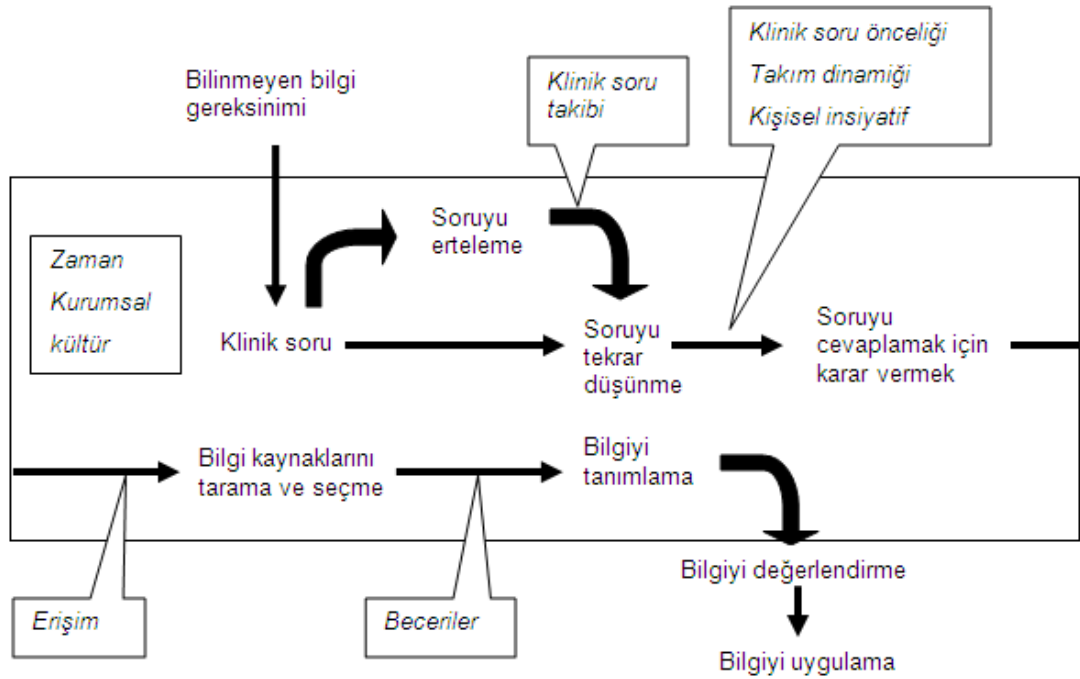 Bilinmeyen bilgi
gereksinimi
Klinik soru
takibi
Klinik soru önceliği
Takım dinamiği
Kişisel insiyatif
Zaman
Kurumsal
kültür
Soruyu
erteleme
Klinik soru
Soruyu
tekrar
düşünme
Soruyu
cevaplamak için
karar vermek
Bilgi kaynaklarını
tarama ve seçme
Bilgiyi
tanımlama
Erişim
Beceriler
Bilgiyi değerlendirme
Bilgiyi uygulama